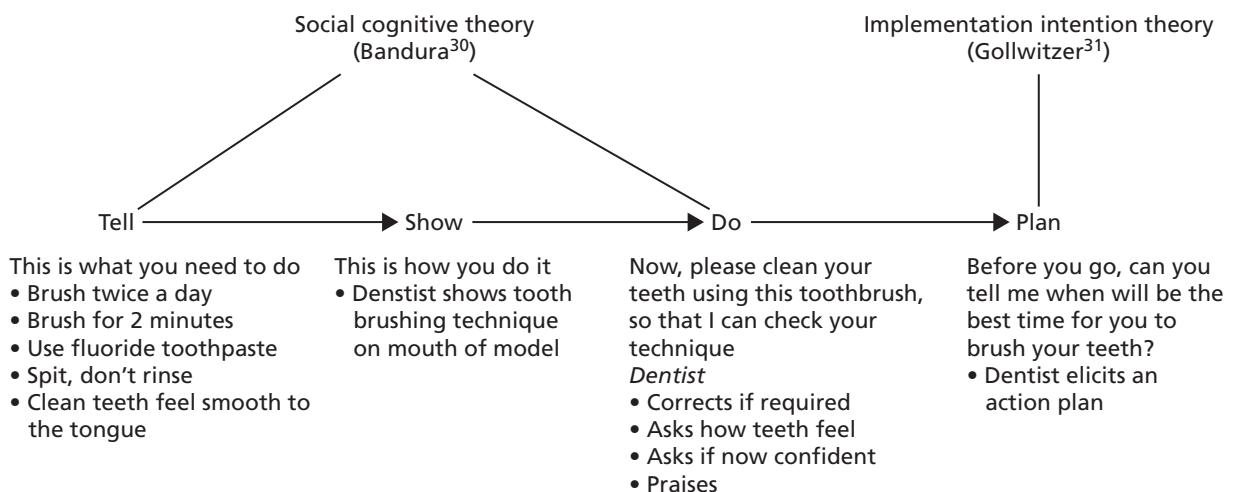 Social cognitive theory
(Bandura30)
Implementation intention theory
(Gollwitzer31)
Tell
Show
Do
Plan
This is what you need to do
• Brush twice a day
• Brush for 2 minutes
• Use fluoride toothpaste
• Spit, don't rinse
• Clean teeth feel smooth to
the tongue
This is how you do it
• Denstist shows tooth
brushing technique
on mouth of model
Now, please clean your
teeth using this toothbrush,
so that I can check your
technique
Dentist
• Corrects if required
• Asks how teeth feel
• Asks if now confident
• Praises
Before you go, can you
tell me when will be the
best time for you to
brush your teeth?
• Dentist elicits an
action plan